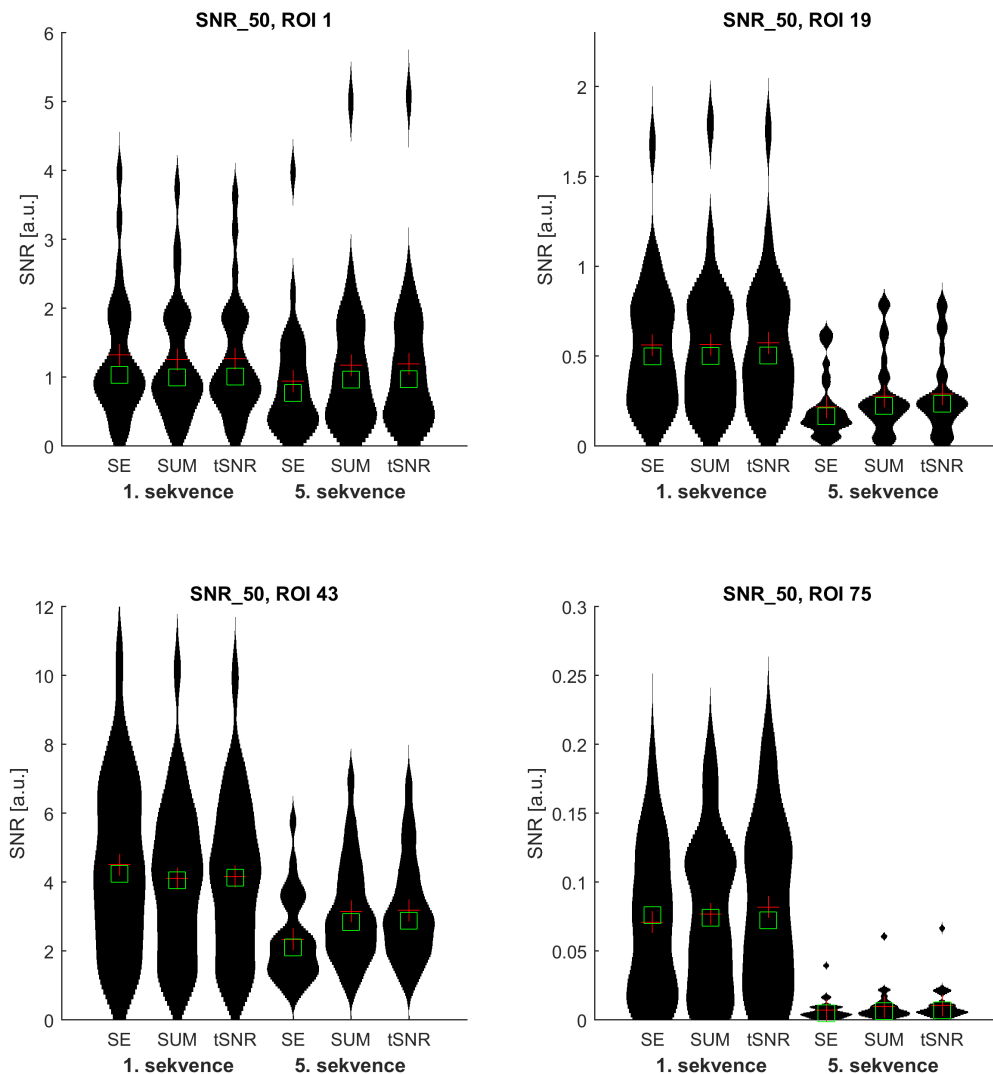 SNR_50, ROI 1
6
5
4
3
2
1
0
SNR [a.u.]
SE SUM tSNR SE SUM tSNR
1. sekvence 5. sekvence
SNR_50, ROI 19
2
1.5
1
0.5
0
SNR [a.u.]
SE SUM tSNR SE SUM tSNR
1. sekvence 5. sekvence
SNR_50, ROI 43
12
10
8
6
4
2
0
SNR [a.u.]
SE SUM tSNR SE SUM tSNR
1. sekvence 5. sekvence
SNR_50, ROI 75
0.3
0.25
0.2
0.15
0.1
0.05
0
SNR [a.u.]
SE SUM tSNR SE SUM tSNR
1. sekvence 5. sekvence